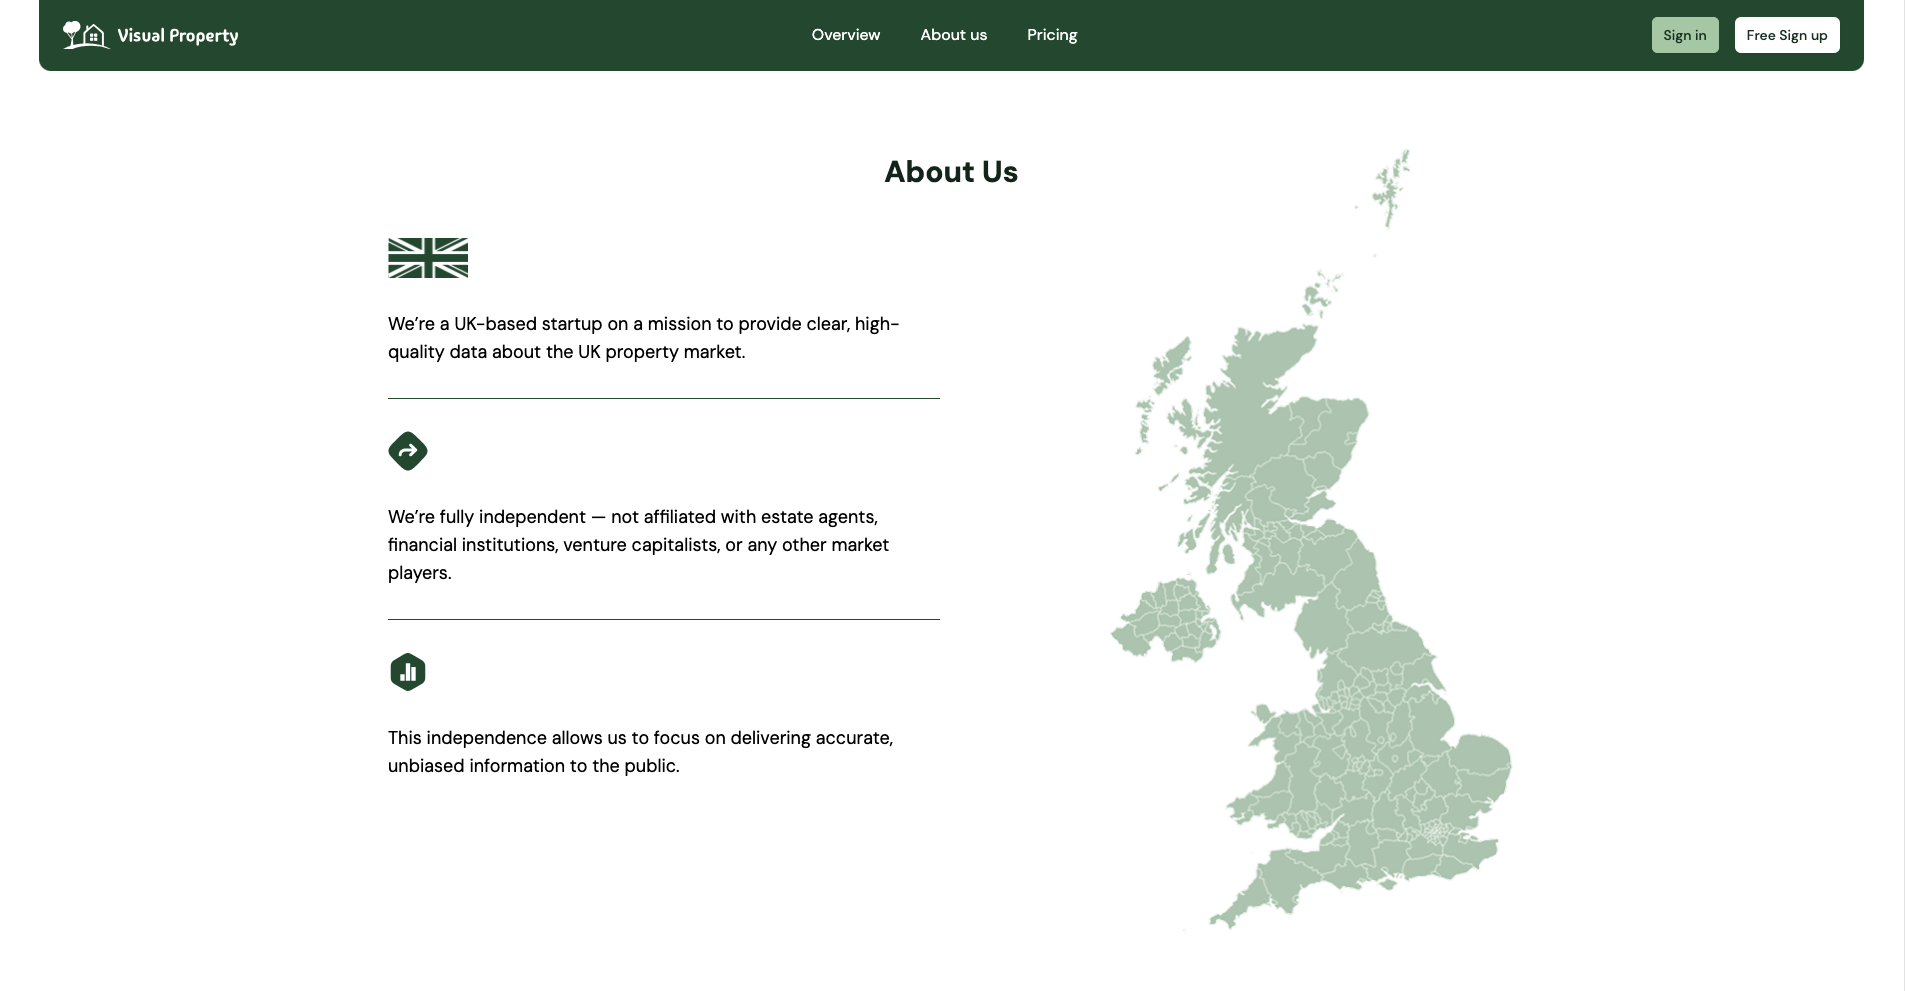 Visual Property
Overview
About us
Pricing
Sign in
Free Sign up
About Us
We’re a UK-based startup on a mission to provide clear, high-
quality data about the UK property market.
We’re fully independent — not affiliated with estate agents,
financial institutions, venture capitalists, or any other market
players.
This independence allows us to focus on delivering accurate,
unbiased information to the public.